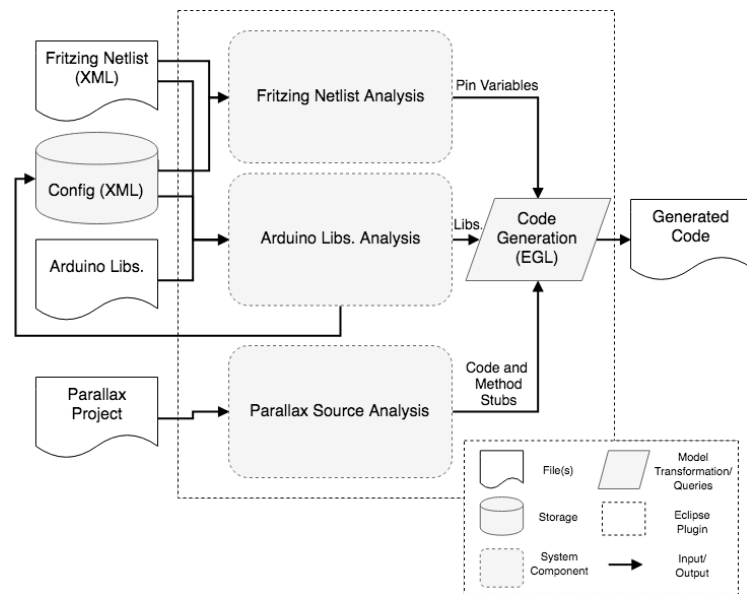 Fritzing Netlist
(XML)
Fritzing Netlist Analysis
Pin Variables
Config (XML)
Arduino Libs. Analysis
Libs.
Code
Generation
(EGL)
Generated
Code
Arduino Libs.
Parallax
Project
Parallax Source Analysis
Code and
Method
Stubs
File(s)
Model
Transformation/
Queries
Storage
Eclipse
Plugin
System
Component
Input/
Output